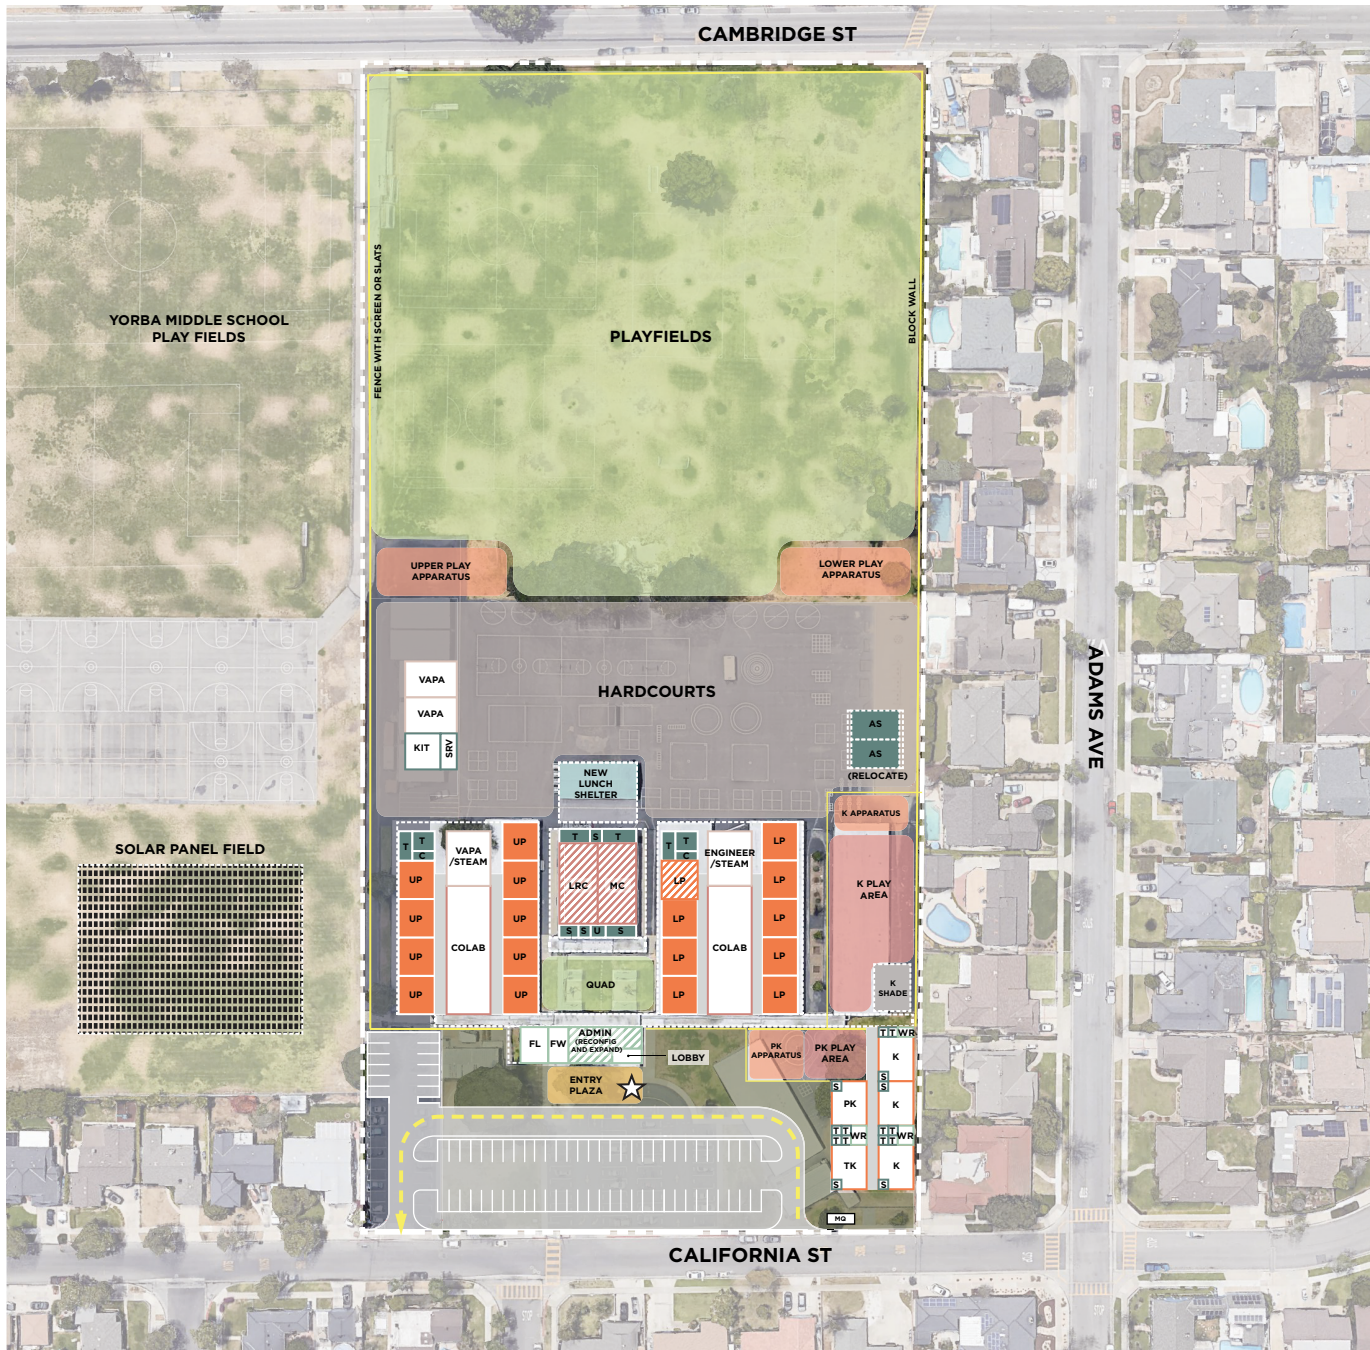 CAMBRIDGE ST
YORBA MIDDLE SCHOOL
PLAY FIELDS
FENCE WITH SCREEN OR SLATS
PLAYFIELDS
BLOCK WALL
UPPER PLAY
APPARATUS
LOWER PLAY
APPARATUS
VAPA
VAPA
KIT
SRV
HARDCOURTS
AS
AS
(RELOCATE)
ADAMS AVE
NEW
LUNCH
SHELTER
K APPARATUS
SOLAR PANEL FIELD
T
T
C
UP
UP
UP
UP
VAPA
/STEAM
COLAB
UP
UP
UP
UP
UP
T
S
T
LRC
MC
S
S
U
S
QUAD
T
T
C
LP
LP
LP
LP
ENGINEER
/STEAM
COLAB
LP
LP
LP
LP
LP
K PLAY
AREA
K
SHADE
FL
FW
ADMIN
(RECONFIG
AND EXPAND)
LOBBY
ENTRY
PLAZA
PK
APPARATUS
PK PLAY
AREA
T T WR
K
S
S
K
T T
T T
WR
K
S
S
PK
T T
T T
WR
TK
S
MQ
CALIFORNIA ST